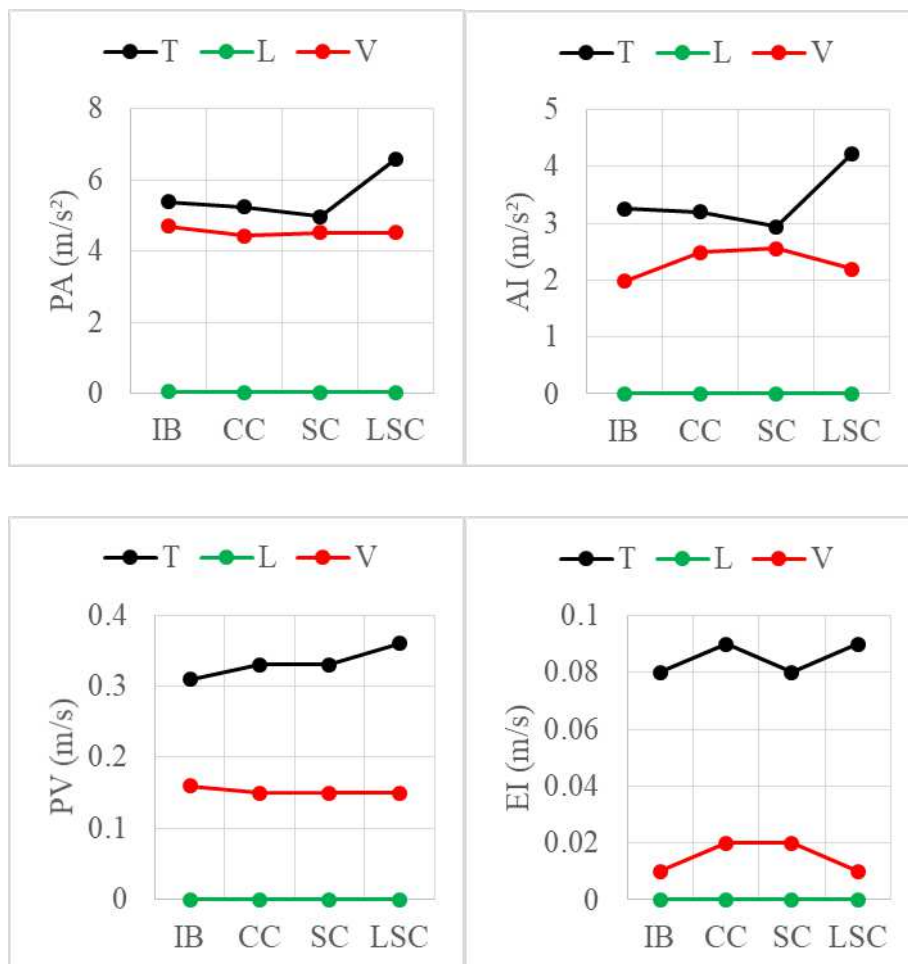 T L V
8
6
4
2
0
PA (m/s²)
IB CC SC LSC
T L V
5
4
3
2
1
0
AI (m/s²)
IB CC SC LSC
T L V
0.4
0.3
0.2
0.1
0
PV (m/s)
IB CC SC LSC
T L V
0.1
0.08
0.06
0.04
0.02
0
EI (m/s)
IB CC SC LSC